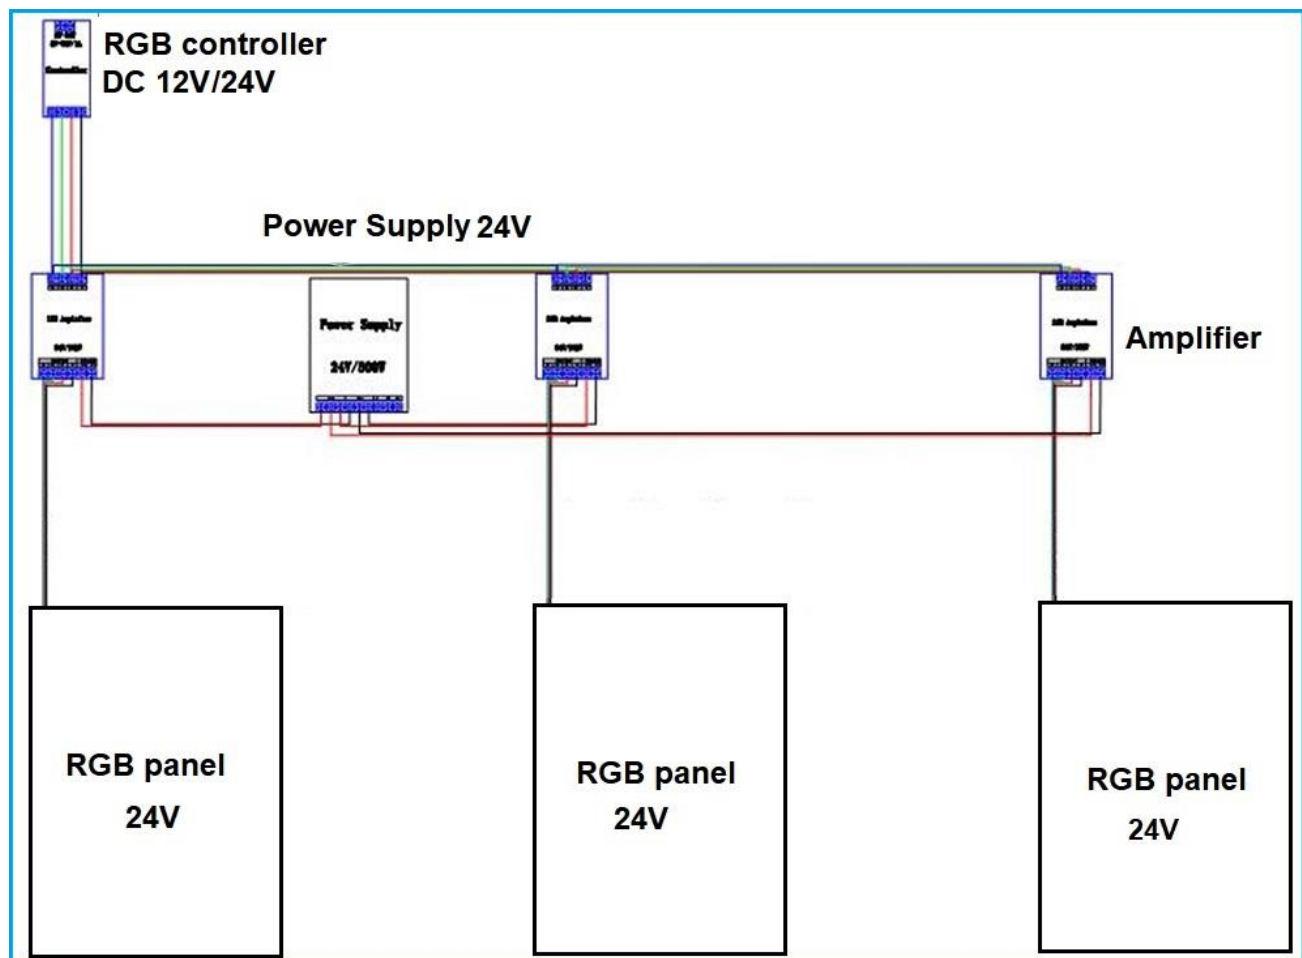 RGB controller
DC 12V/24V
Controller
Power Supply 24V
Power Supply
24V/500W
Amplifier
RGB panel
24V
RGB panel
24V
RGB panel
24V